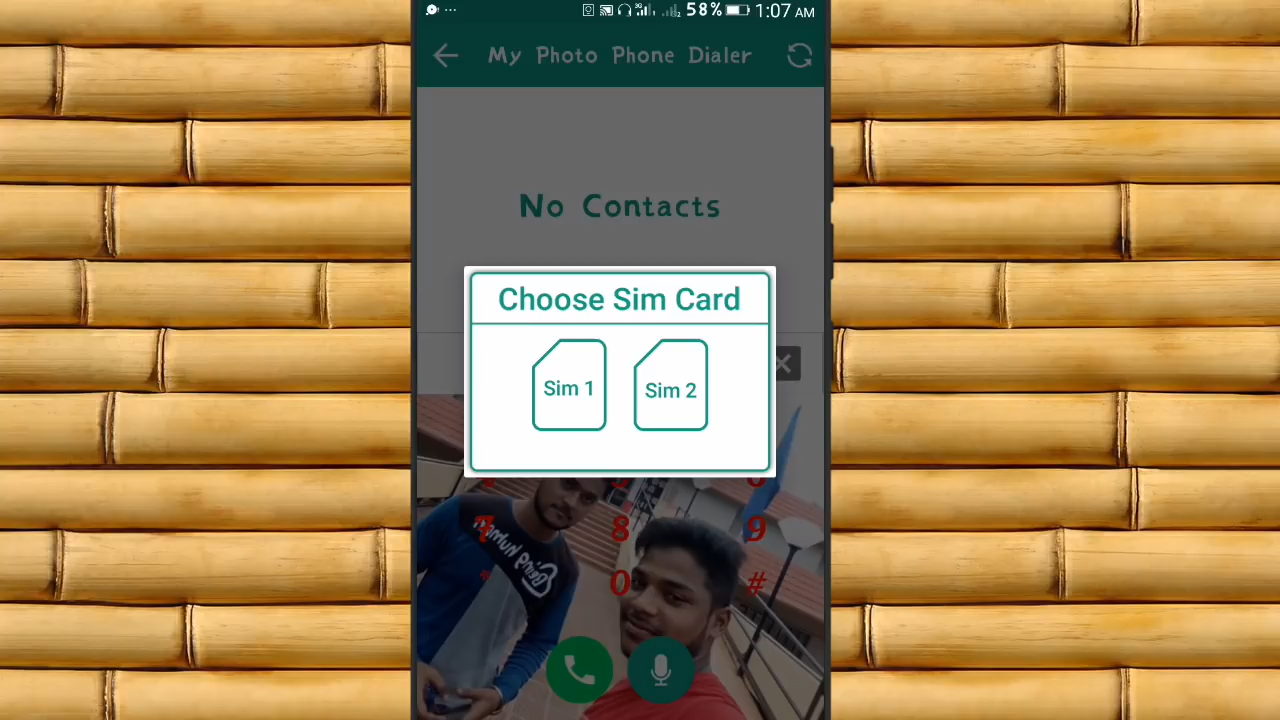 58% 1:07 AM
My Photo Phone Dialer
No Contacts
Choose Sim Card
Sim 1 Sim 2
8 9
0 #